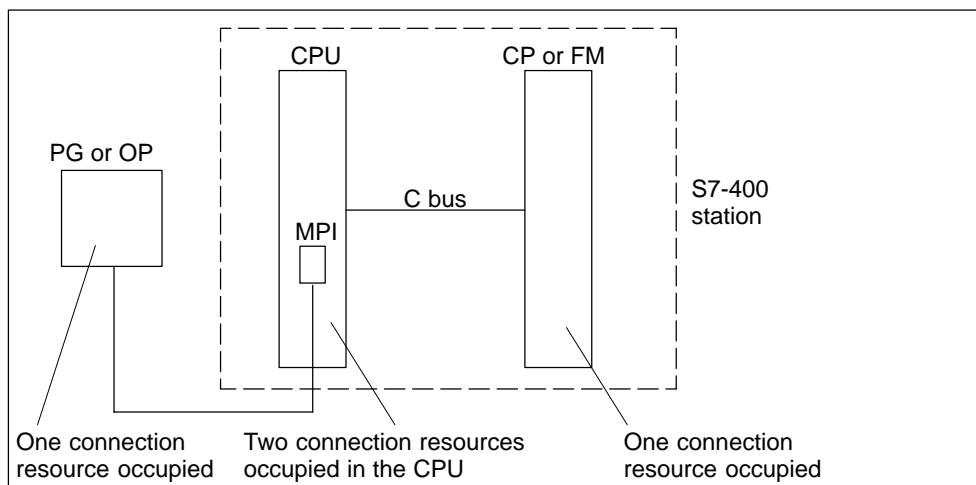 CPU
CP or FM
PG or OP
C bus
S7-400
station
MPI
One connection
resource occupied
Two connection resources
occupied in the CPU
One connection
resource occupied